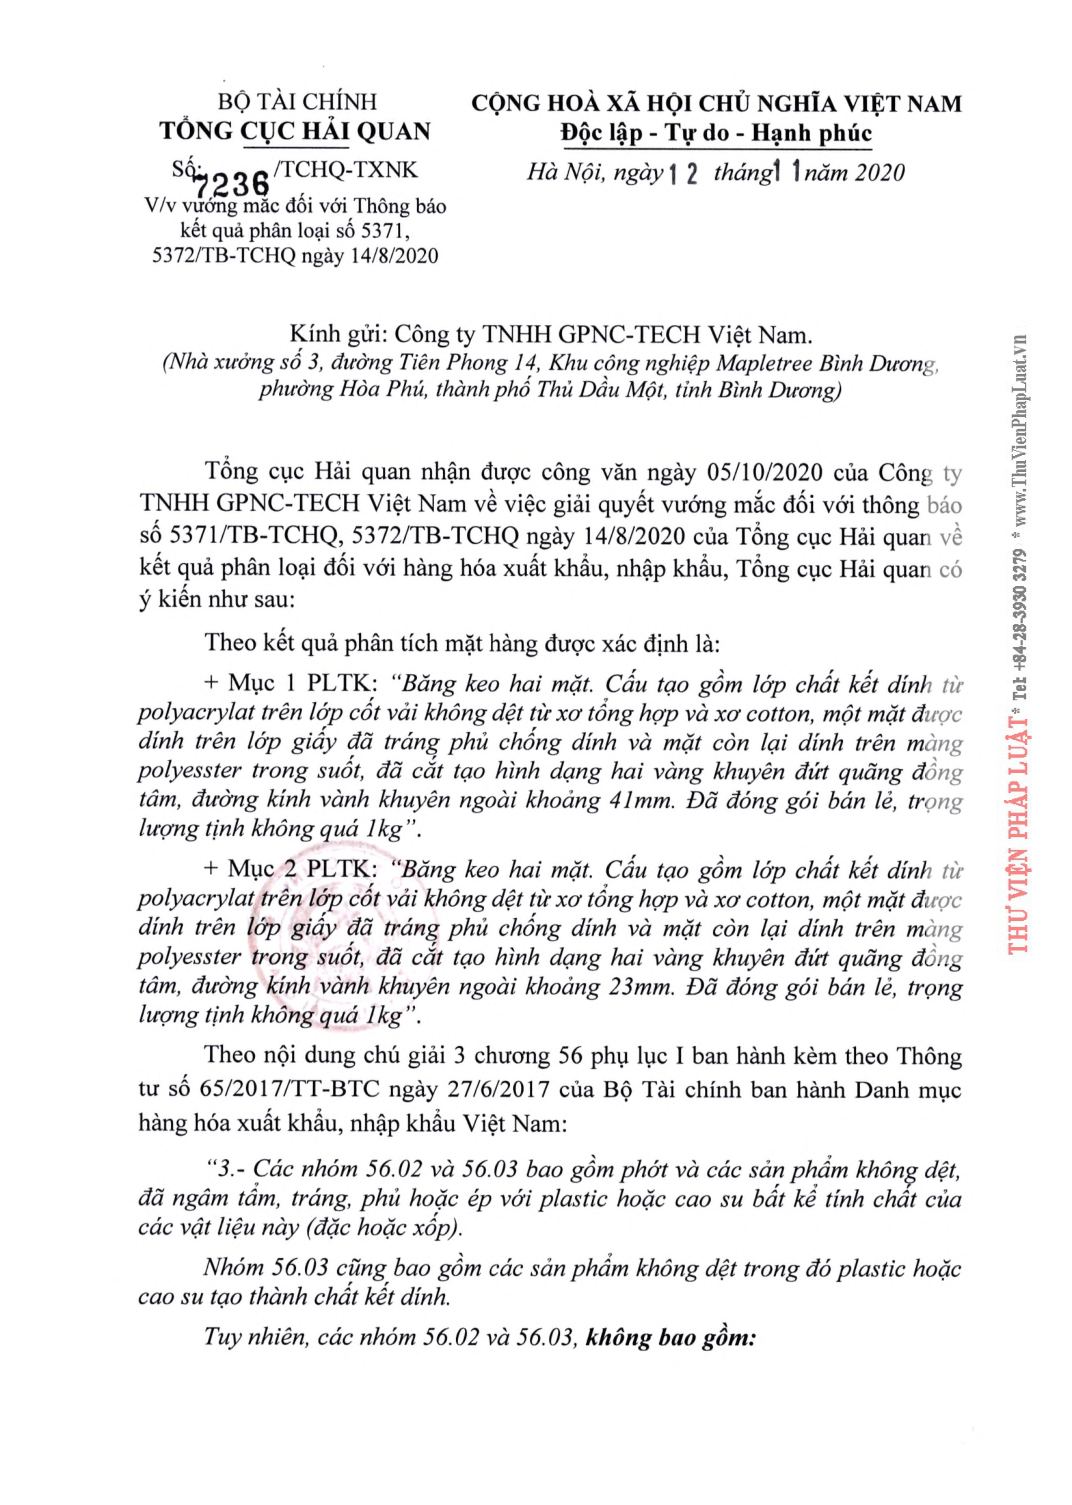 BỘ TÀI CHÍNH
TỔNG CỤC HẢI QUAN
Số: 7236 /TCHQ-TXNK
V/v vướng mắc đối với Thông báo
kết quả phân loại số 5371,
5372/TB-TCHQ ngày 14/8/2020
CỘNG HOÀ XÃ HỘI CHỦ NGHĨA VIỆT NAM
Độc lập - Tự do - Hạnh phúc
Hà Nội, ngày 12 tháng 11 năm 2020
Kính gửi: Công ty TNHH GPNC-TECH Việt Nam.
(Nhà xưởng số 3, đường Tiên Phong 14, Khu công nghiệp Mapletree Bình Dương,
phường Hòa Phú, thành phố Thủ Dầu Một, tỉnh Bình Dương)
Tổng cục Hải quan nhận được công văn ngày 05/10/2020 của Công ty
TNHH GPNC-TECH Việt Nam về việc giải quyết vướng mắc đối với thông báo
số 5371/TB-TCHQ, 5372/TB-TCHQ ngày 14/8/2020 của Tổng cục Hải quan về
kết quả phân loại đối với hàng hóa xuất khẩu, nhập khẩu, Tổng cục Hải quan có
ý kiến như sau:
Theo kết quả phân tích mặt hàng được xác định là:
+ Mục 1 PLTK: “Băng keo hai mặt. Cấu tạo gồm lớp chất kết dính từ
polyacrylat trên lớp cốt vải không dệt từ xơ tổng hợp và xơ cotton, một mặt được
dính trên lớp giấy đã tráng phủ chống dính và mặt còn lại dính trên màng
polyesster trong suốt, đã cắt tạo hình dạng hai vàng khuyên đứt quãng đồng
tâm, đường kính vành khuyên ngoài khoảng 41mm. Đã đóng gói bán lẻ, trọng
lượng tịnh không quá 1kg”.
+ Mục 2 PLTK: “Băng keo hai mặt. Cấu tạo gồm lớp chất kết dính từ
polyacrylat trên lớp cốt vải không dệt từ xơ tổng hợp và xơ cotton, một mặt được
dính trên lớp giấy đã tráng phủ chống dính và mặt còn lại dính trên màng
polyesster trong suốt, đã cắt tạo hình dạng hai vàng khuyên đứt quãng đồng
tâm, đường kính vành khuyên ngoài khoảng 23mm. Đã đóng gói bán lẻ, trọng
lượng tịnh không quá 1kg”.
Theo nội dung chú giải 3 chương 56 phụ lục I ban hành kèm theo Thông
tư số 65/2017/TT-BTC ngày 27/6/2017 của Bộ Tài chính ban hành Danh mục
hàng hóa xuất khẩu, nhập khẩu Việt Nam:
“3.- Các nhóm 56.02 và 56.03 bao gồm phớt và các sản phẩm không dệt,
đã ngâm tẩm, tráng, phủ hoặc ép với plastic hoặc cao su bất kể tính chất của
các vật liệu này (đặc hoặc xốp).
Nhóm 56.03 cũng bao gồm các sản phẩm không dệt trong đó plastic hoặc
cao su tạo thành chất kết dính.
Tuy nhiên, các nhóm 56.02 và 56.03, không bao gồm:
THƯ VIỆN PHÁP LUẬT * Tel: +84-28-3930 3279 * www.ThuVienPhapLuat.vn